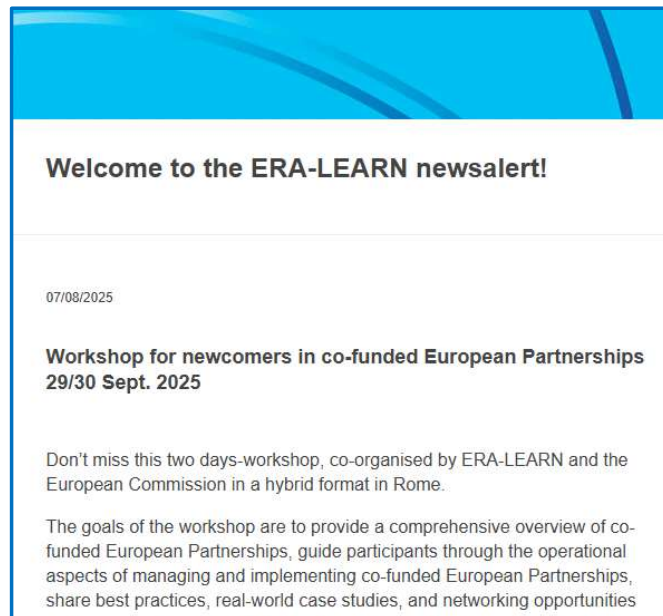 Welcome to the ERA-LEARN newsalert!
07/08/2025
Workshop for newcomers in co-funded European Partnerships
29/30 Sept. 2025
Don't miss this two days-workshop, co-organised by ERA-LEARN and the
European Commission in a hybrid format in Rome.
The goals of the workshop are to provide a comprehensive overview of co-
funded European Partnerships, guide participants through the operational
aspects of managing and implementing co-funded European Partnerships,
share best practices, real-world case studies, and networking opportunities